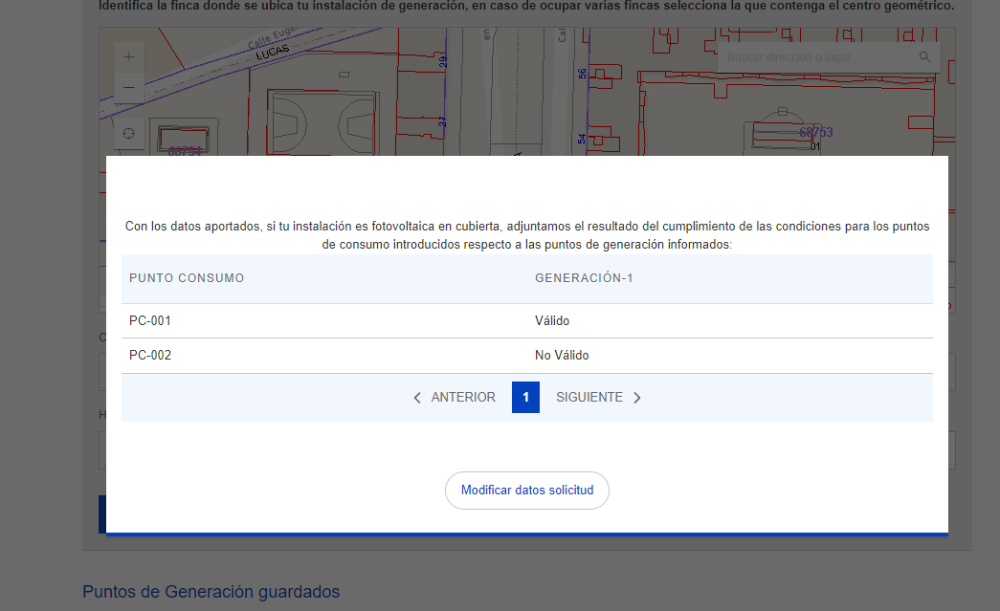 Identifica la finca donde se ubica tu instalación de generación, en caso de ocupar varias fincas selecciona la que contenga el centro geométrico.
Calle Euge
LUCAS
29
27
56
54
Buscar dirección o lugar
68753
01
Con los datos aportados, si tu instalación es fotovoltaica en cubierta, adjuntamos el resultado del cumplimiento de las condiciones para los puntos
de consumo introducidos respecto a las puntos de generación informados:
PUNTO CONSUMO GENERACIÓN-1
PC-001 Válido
PC-002 No Válido
ANTERIOR 1 SIGUIENTE
Modificar datos solicitud
Puntos de Generación guardados